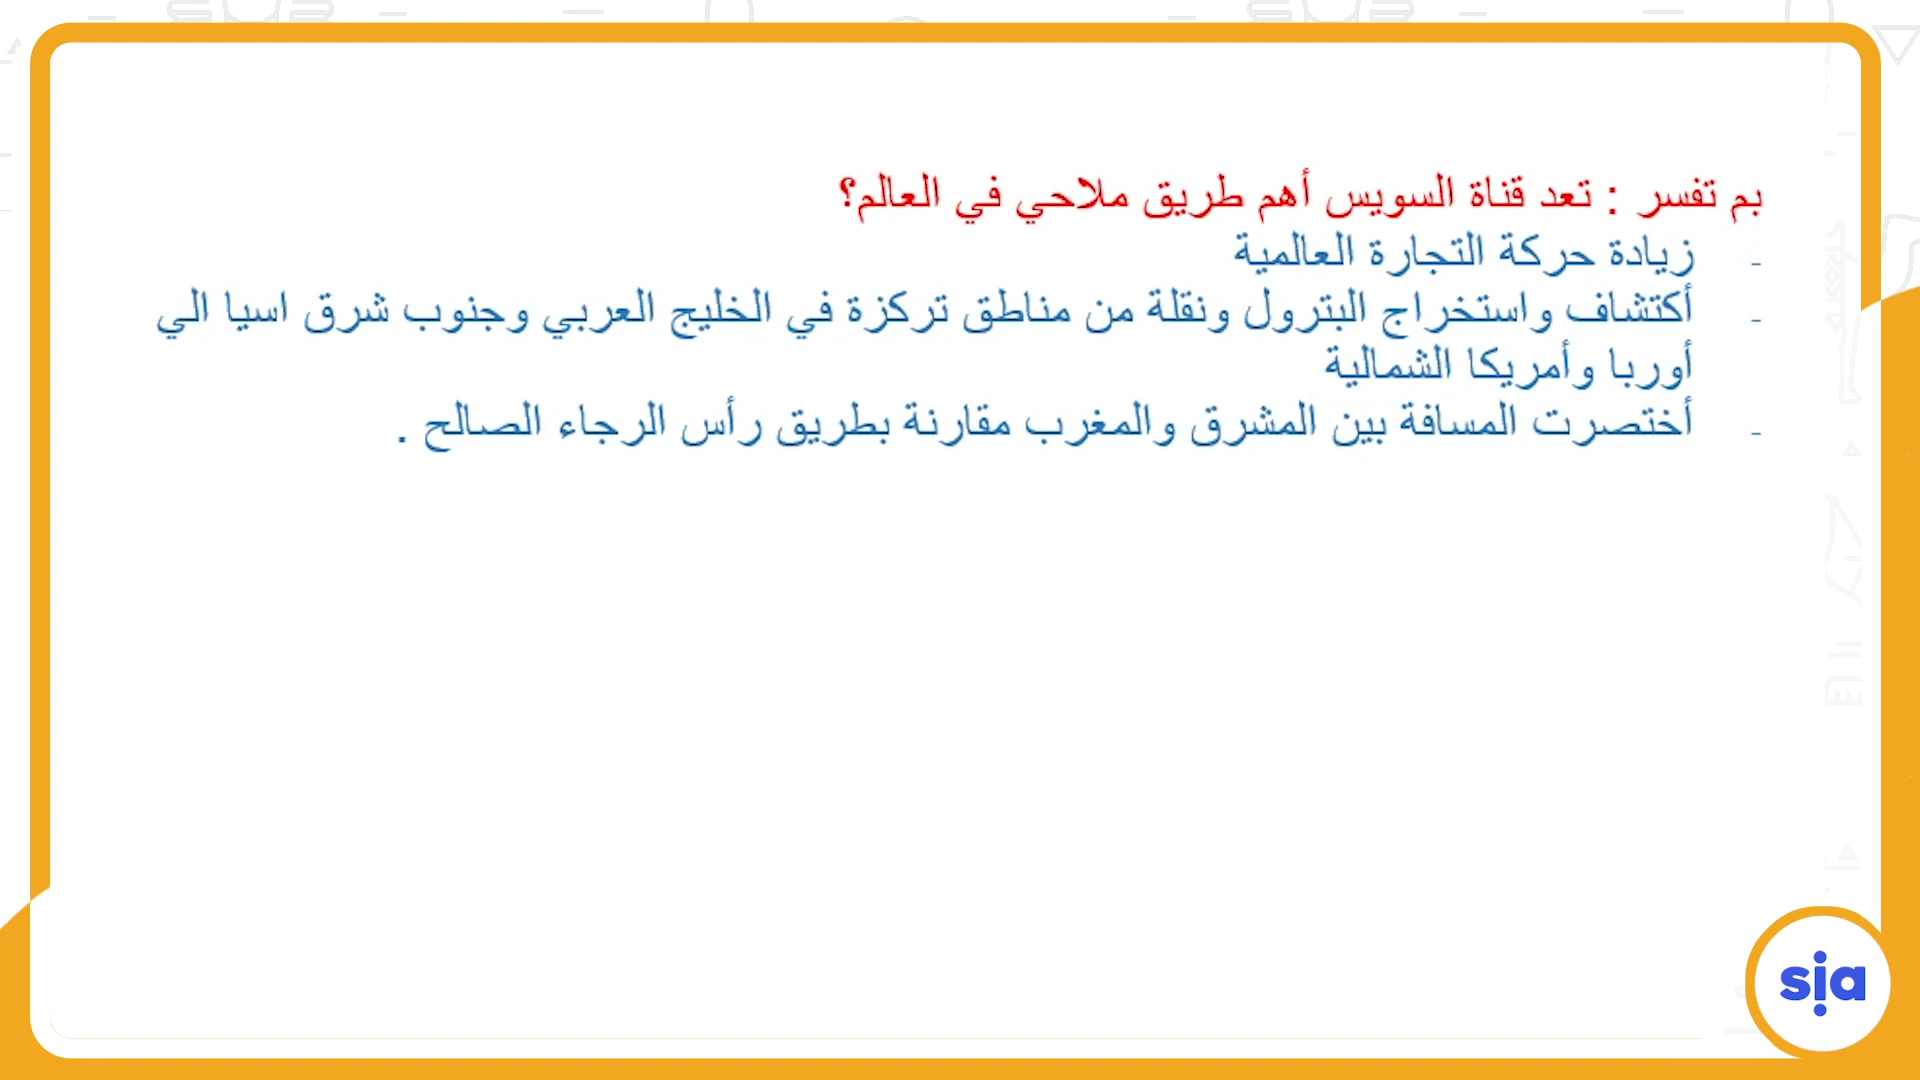 بم تفسر : تعد قناة السويس أهم طريق ملاحي في العالم؟
- زيادة حركة التجارة العالمية
- أكتشاف واستخراج البترول ونقلة من مناطق تركزة في الخليج العربي وجنوب شرق اسيا الي
أوربا وأمريكا الشمالية
- أختصرت المسافة بين المشرق والمغرب مقارنة بطريق رأس الرجاء الصالح .
sia